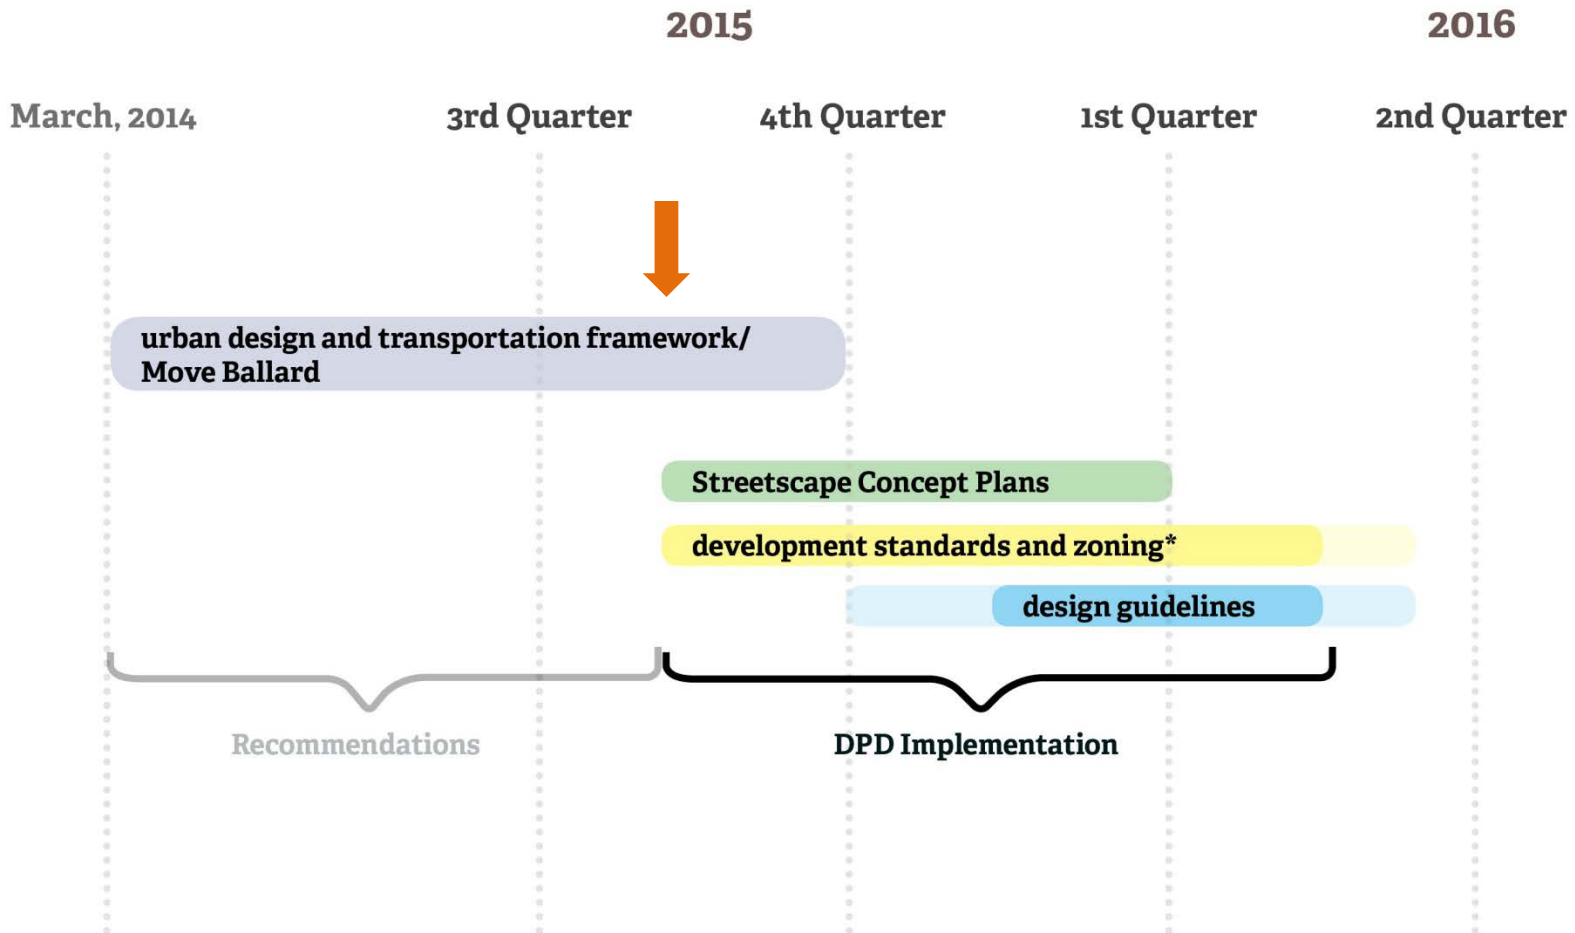 2015
2016
March, 2014
3rd Quarter
4th Quarter
1st Quarter
2nd Quarter
urban design and transportation framework/
Move Ballard
Streetscape Concept Plans
development standards and zoning*
design guidelines
Recommendations
DPD Implementation